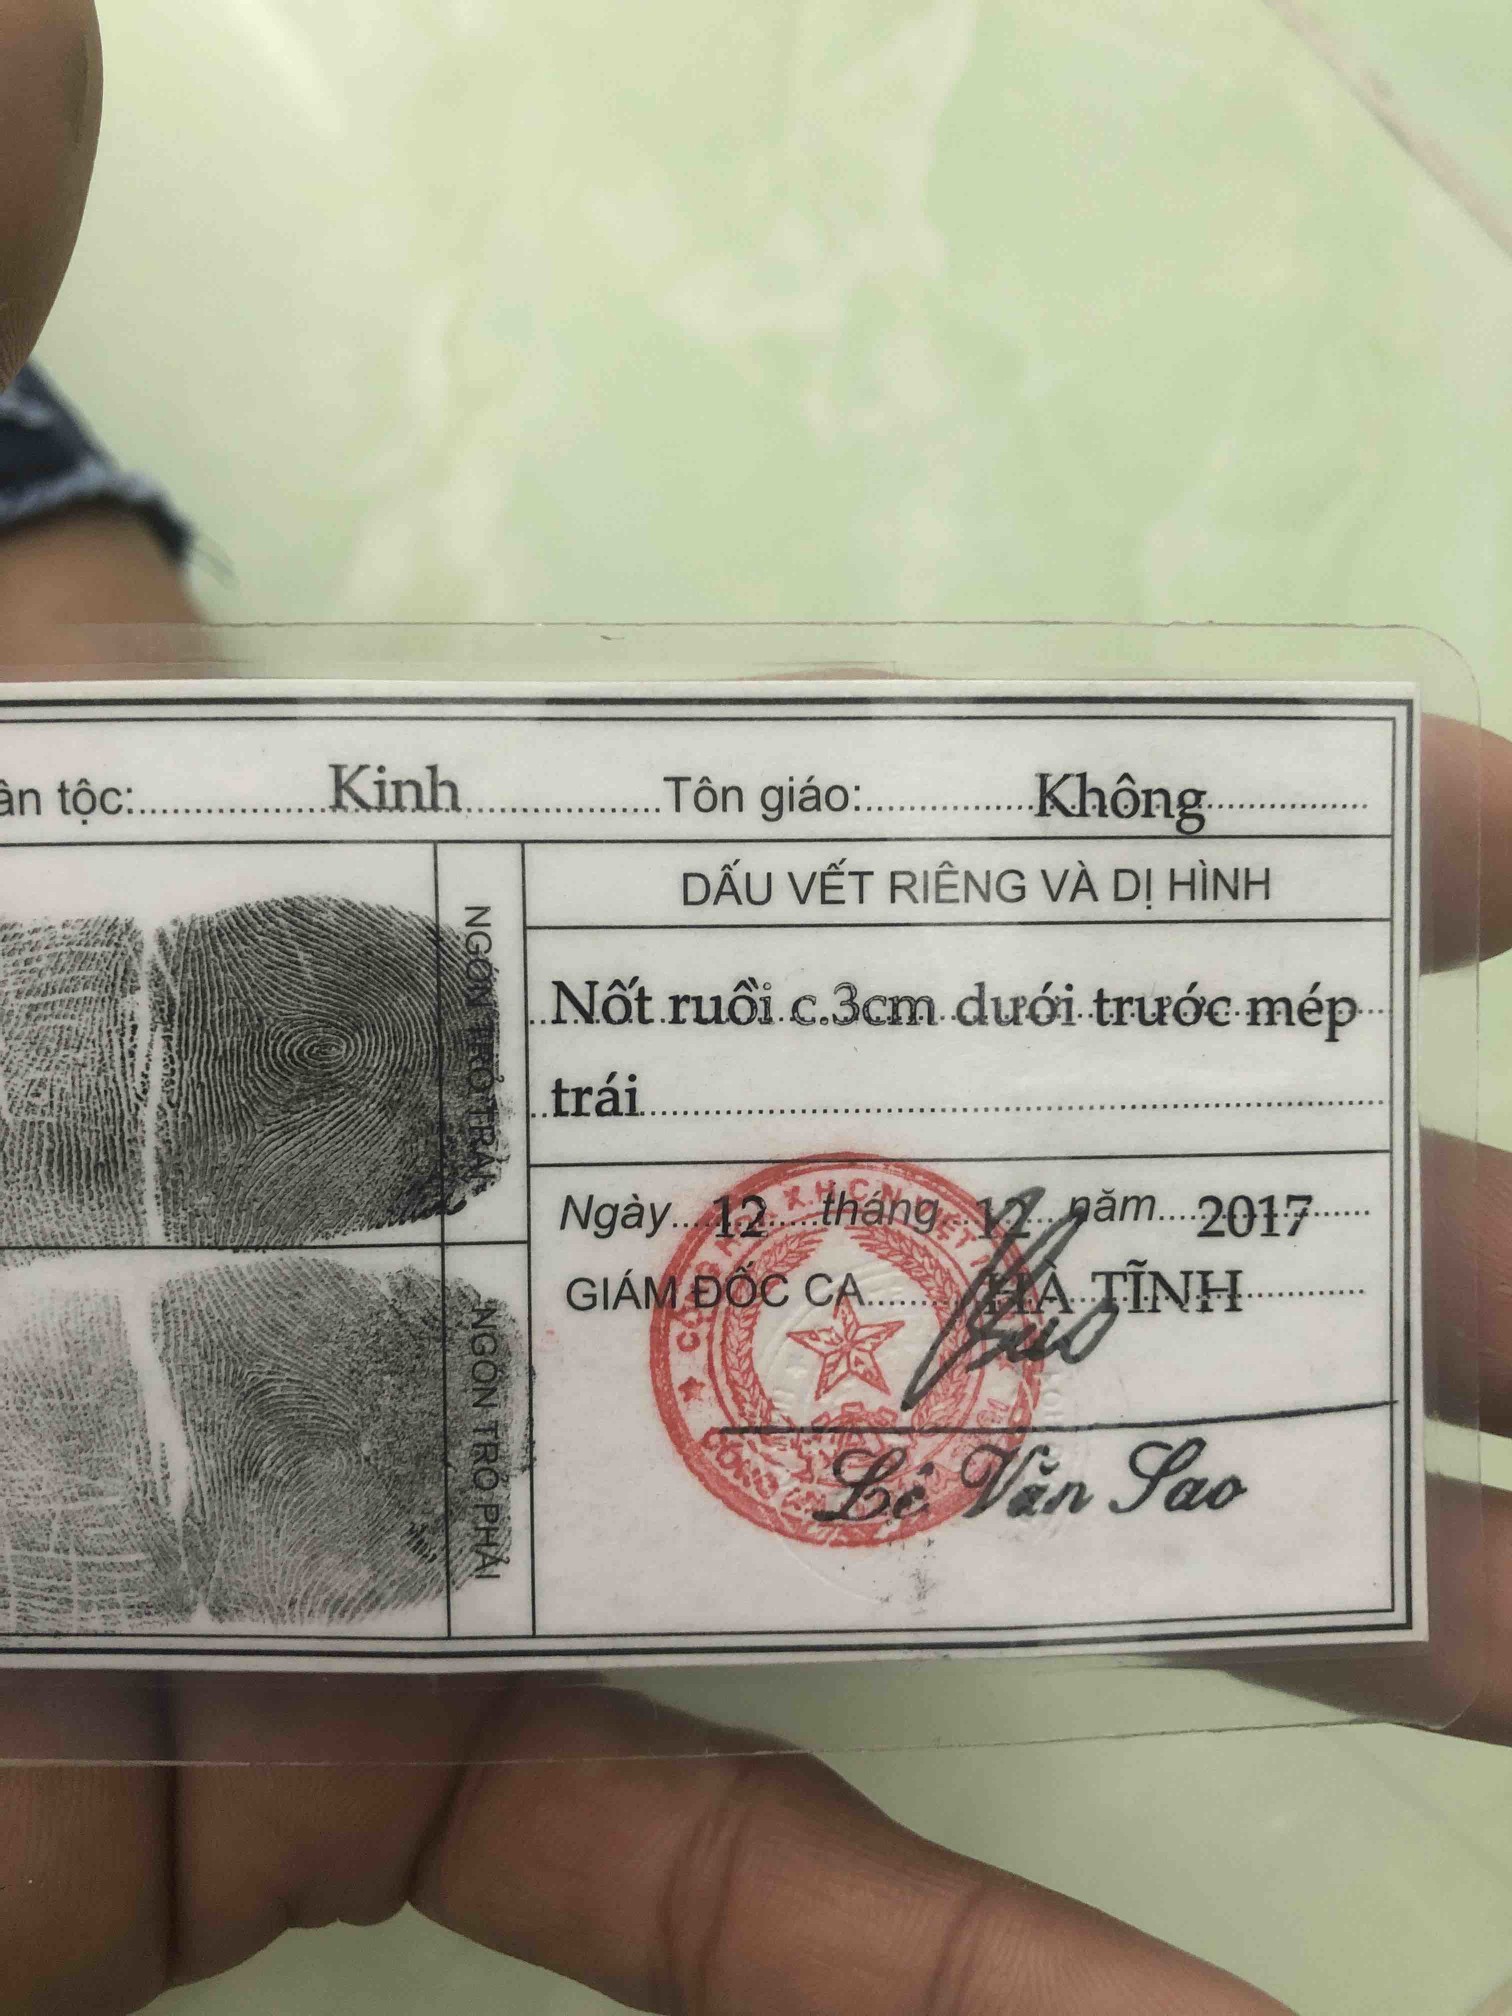 ân tộc: Kinh Tôn giáo: Không
NGÓN TRỎ TRÁI
DẤU VẾT RIÊNG VÀ DỊ HÌNH
Nốt ruồi c.3cm dưới trước mép
trái
Ngày 12 tháng 12 năm 2017
GIÁM ĐỐC CA HÀ TĨNH
NGÓN TRỎ PHẢI
Lê Văn Sao